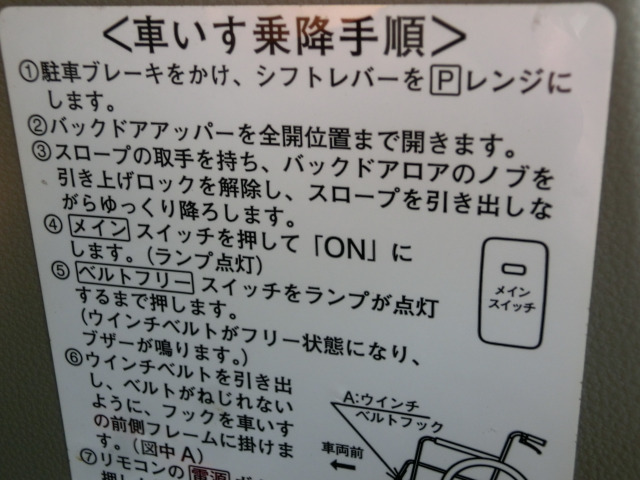 ＜車いす乗降手順＞
①駐車ブレーキをかけ、シフトレバーをPレンジに
します。
②バックドアアッパーを全開位置まで開きます。
③スロープの取手を持ち、バックドアロアのノブを
引き上げロックを解除し、スロープを引き出しな
がらゆっくり降ろします。
④メインスイッチを押して「ON」に
します。(ランプ点灯)
⑤ベルトフリースイッチをランプが点灯
するまで押します。
(ウインチベルトがフリー状態になり、
ブザーが鳴ります。)
⑥ウインチベルトを引き出
し、ベルトがねじれない
ように、フックを車いす
の前側フレームに掛けま
す。(図中A)
⑦リモコンの電源
メイン
スイッチ
A:ウインチ
ベルトフック
車両前